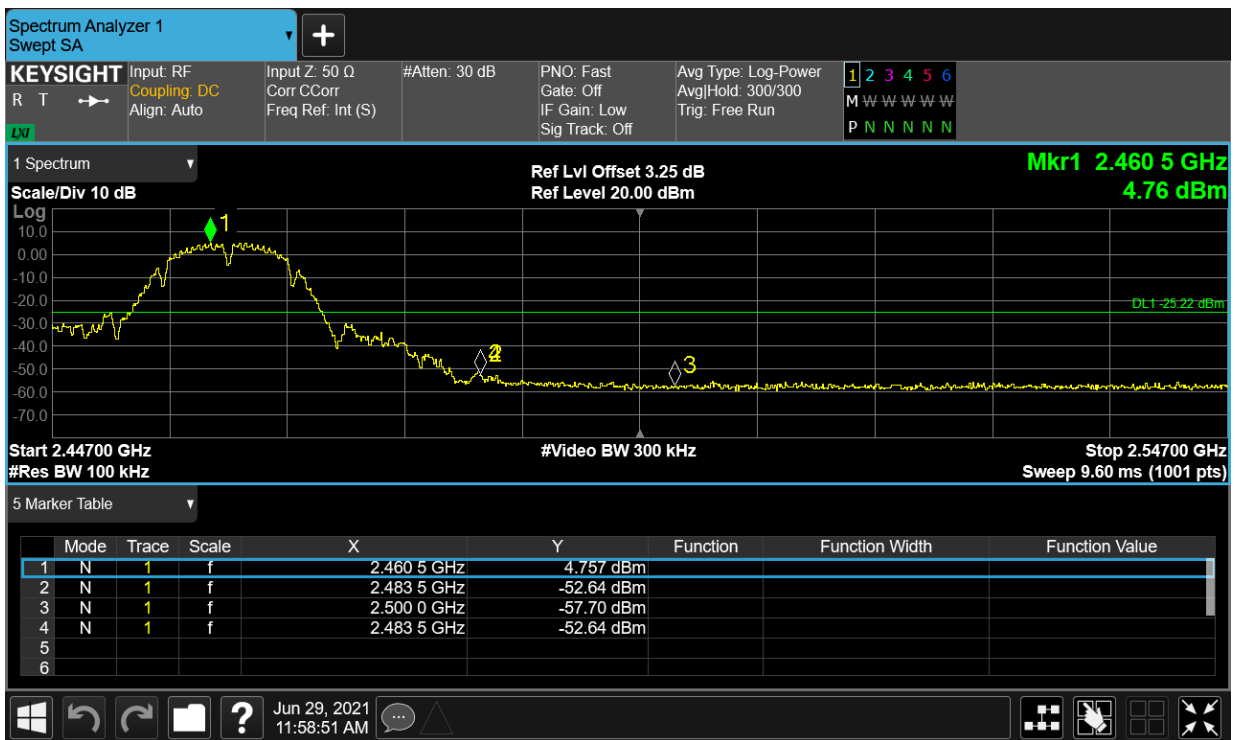 Spectrum Analyzer 1
Swept SA
KEYSIGHT
R T
LXI
Input: RF
Coupling: DC
Align: Auto
Input Z: 50 Ω
Corr CCorr
Freq Ref: Int (S)
#Atten: 30 dB
PNO: Fast
Gate: Off
IF Gain: Low
Sig Track: Off
Avg Type: Log-Power
Avg|Hold: 300/300
Trig: Free Run
1 2 3 4 5 6
M W W W W W
P N N N N N
1 Spectrum
Scale/Div 10 dB
Ref Lvl Offset 3.25 dB
Ref Level 20.00 dBm
Mkr1 2.460 5 GHz
4.76 dBm
Log
10.0
0.00
-10.0
-20.0
-30.0
-40.0
-50.0
-60.0
-70.0
1
3
DL1 -25.22 dBm
Start 2.44700 GHz
#Res BW 100 kHz
#Video BW 300 kHz
Stop 2.54700 GHz
Sweep 9.60 ms (1001 pts)
5 Marker Table
Mode Trace Scale X Y Function Function Width Function Value
1 N 1 f 2.460 5 GHz 4.757 dBm
2 N 1 f 2.483 5 GHz -52.64 dBm
3 N 1 f 2.500 0 GHz -57.70 dBm
4 N 1 f 2.483 5 GHz -52.64 dBm
5
6
?
Jun 29, 2021
11:58:51 AM